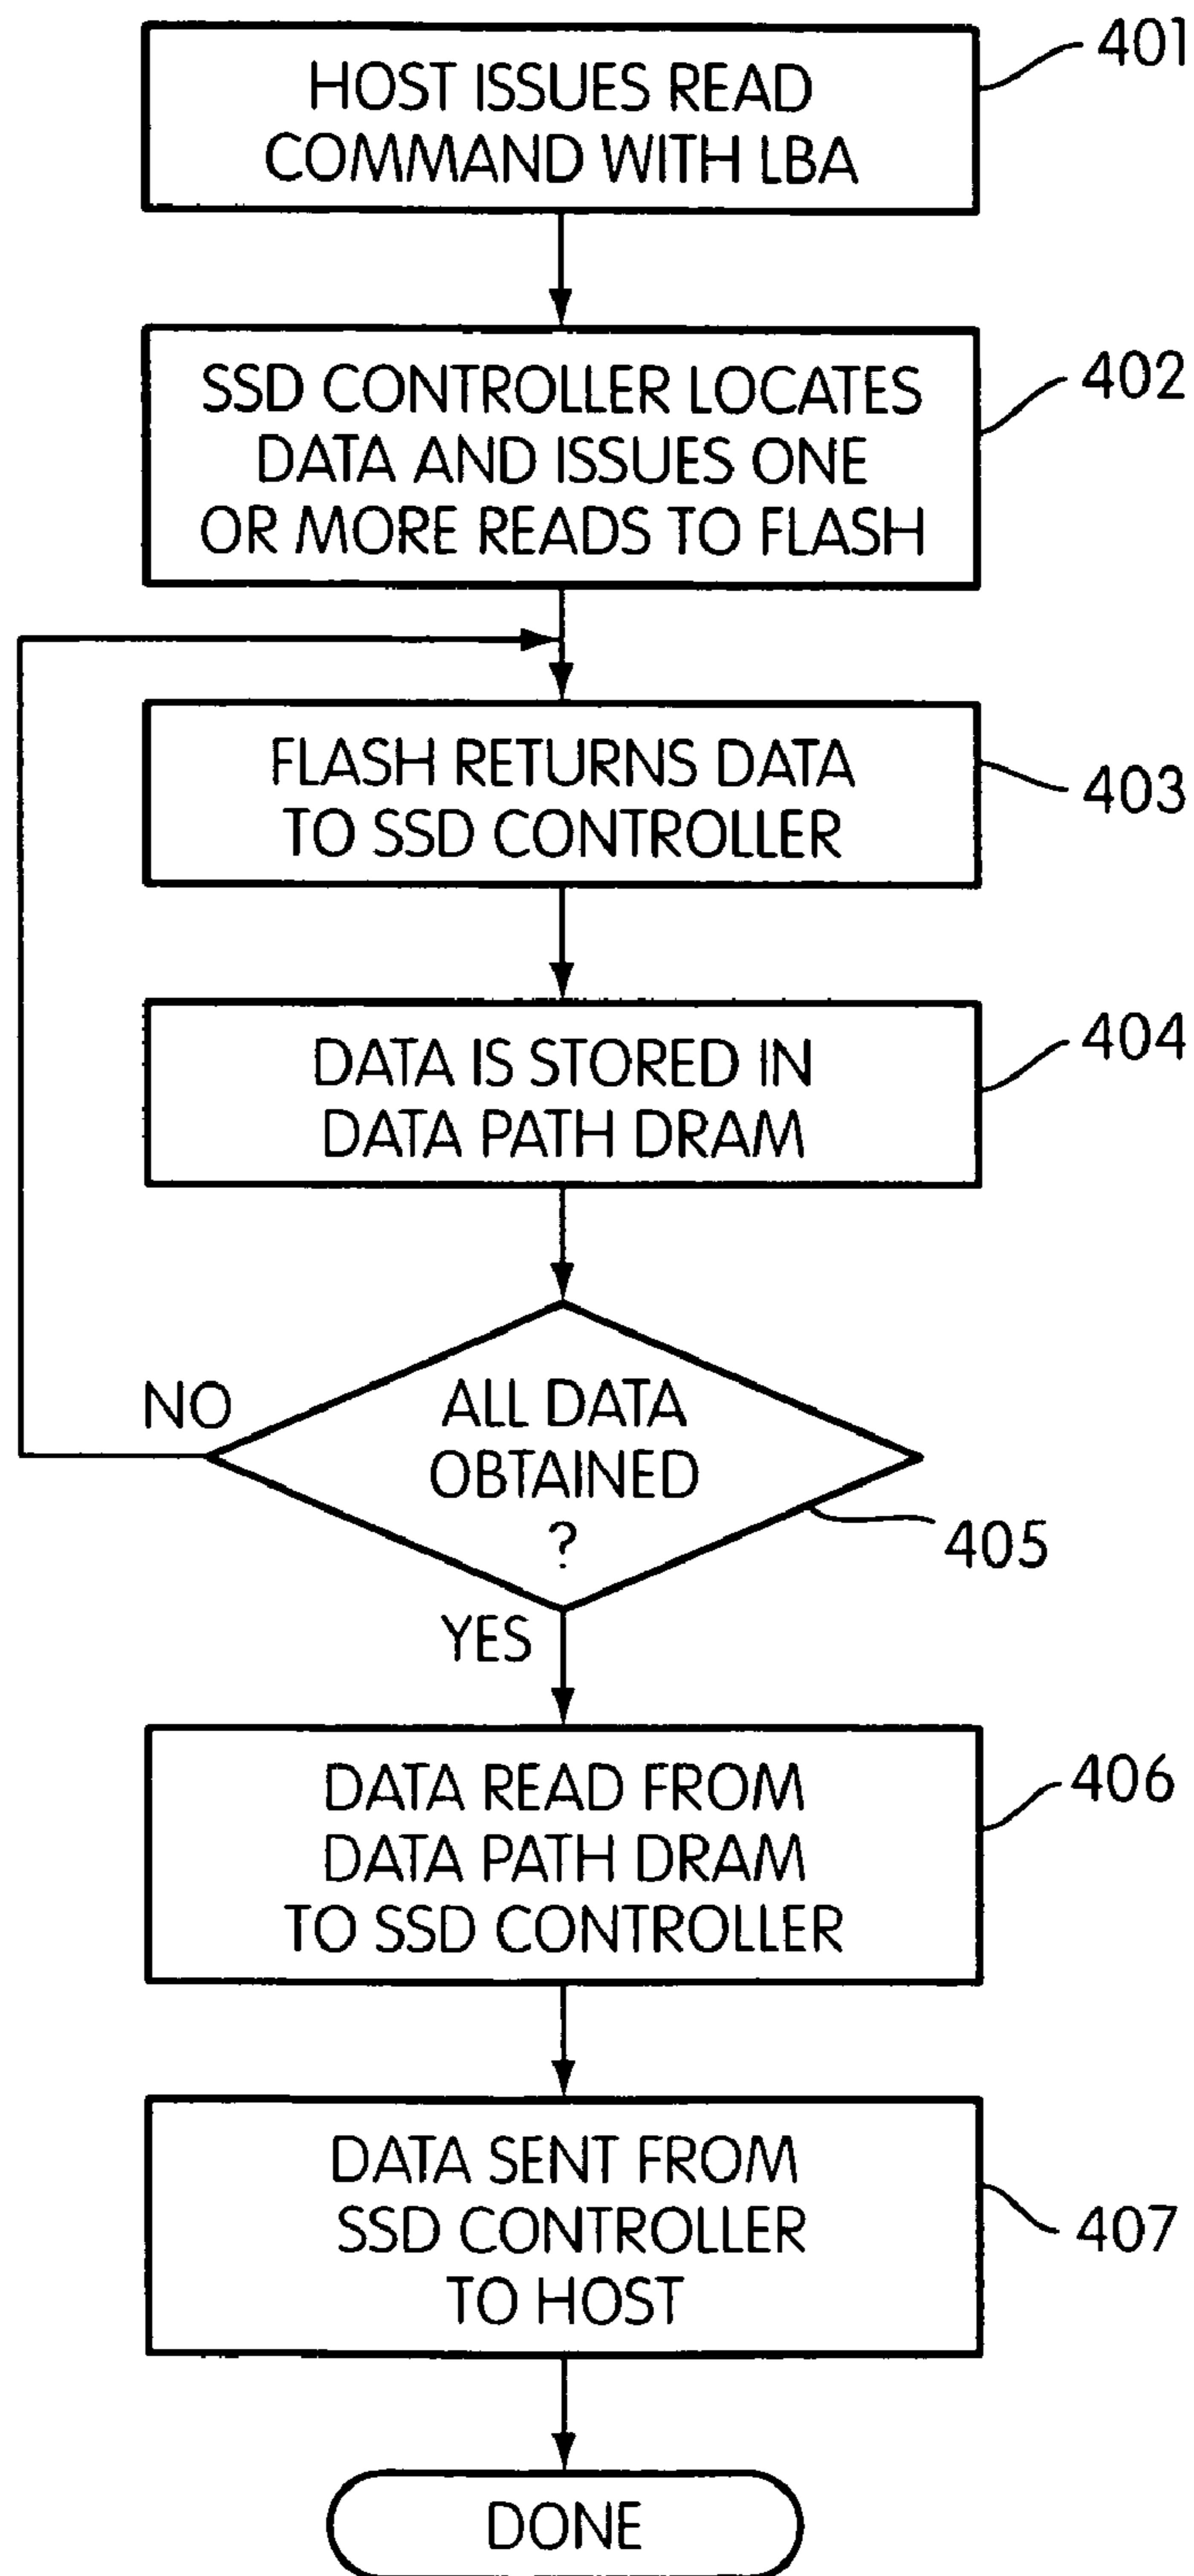 401
HOST ISSUES READ
COMMAND WITH LBA
402
SSD CONTROLLER LOCATES
DATA AND ISSUES ONE
OR MORE READS TO FLASH
FLASH RETURNS DATA
TO SSD CONTROLLER
403
DATA IS STORED IN
DATA PATH DRAM
404
NO
ALL DATA
OBTAINED
?
405
YES
DATA READ FROM
DATA PATH DRAM
TO SSD CONTROLLER
406
DATA SENT FROM
SSD CONTROLLER
TO HOST
407
DONE